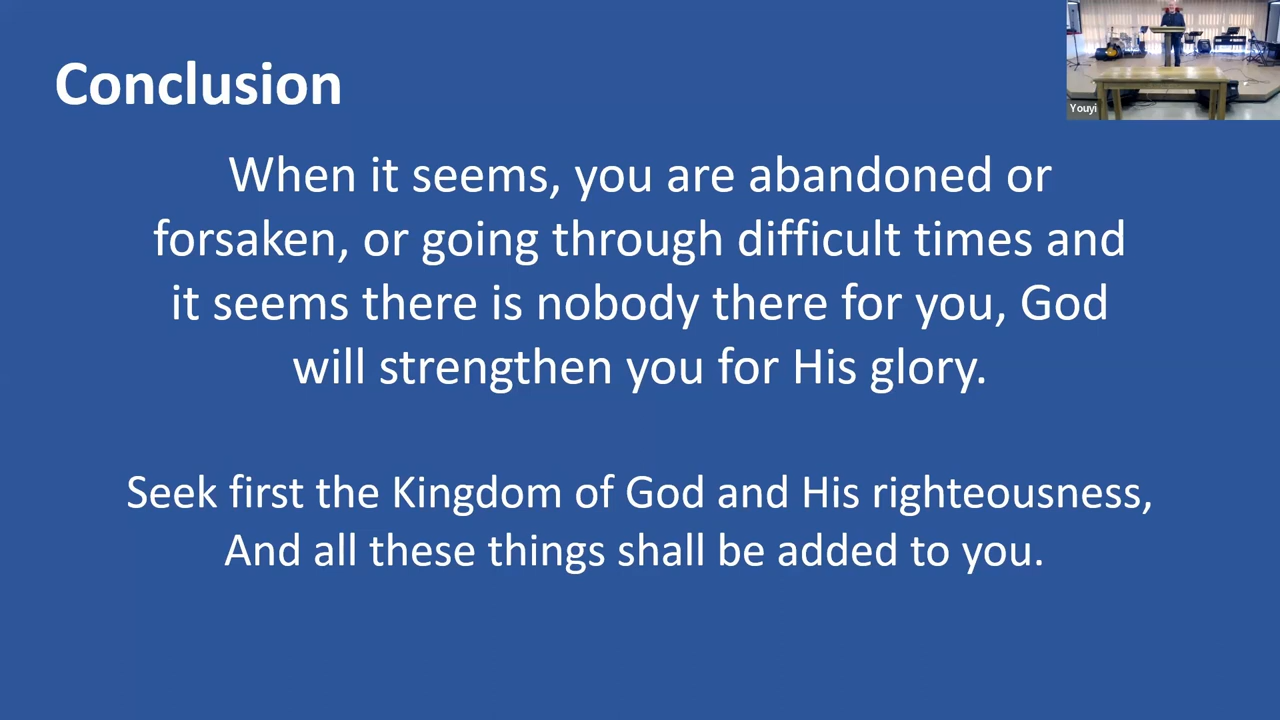 Conclusion
When it seems, you are abandoned or
forsaken, or going through difficult times and
it seems there is nobody there for you, God
will strengthen you for His glory.
Seek first the Kingdom of God and His righteousness,
And all these things shall be added to you.
Youyi